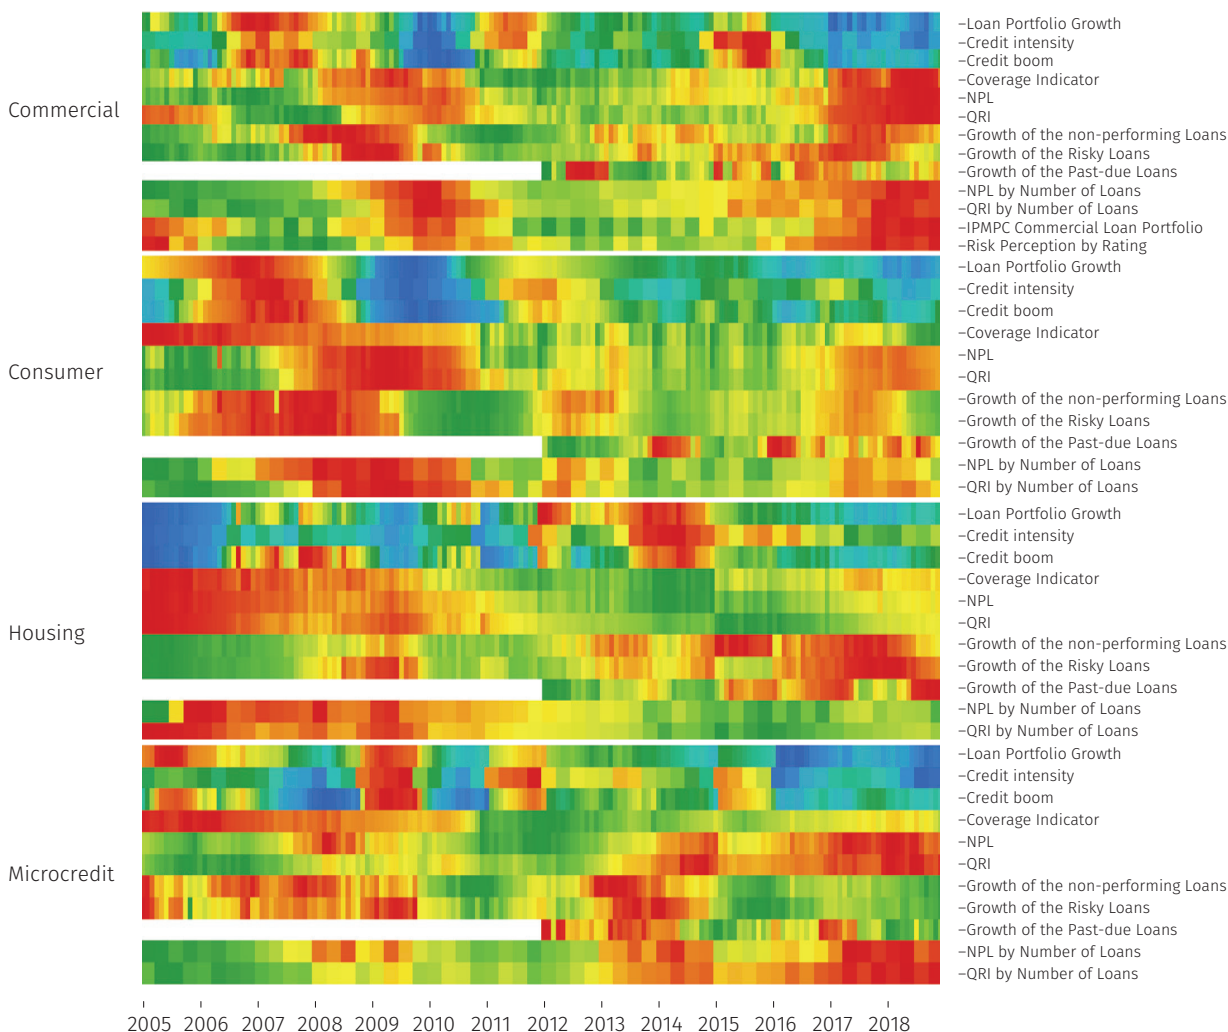 Commercial
–Loan Portfolio Growth
–Credit intensity
–Credit boom
–Coverage Indicator
–NPL
–QRI
–Growth of the non-performing Loans
–Growth of the Risky Loans
–Growth of the Past-due Loans
–NPL by Number of Loans
–QRI by Number of Loans
–IPMPC Commercial Loan Portfolio
–Risk Perception by Rating
Consumer
–Loan Portfolio Growth
–Credit intensity
–Credit boom
–Coverage Indicator
–NPL
–QRI
–Growth of the non-performing Loans
–Growth of the Risky Loans
–Growth of the Past-due Loans
–NPL by Number of Loans
–QRI by Number of Loans
Housing
–Loan Portfolio Growth
–Credit intensity
–Credit boom
–Coverage Indicator
–NPL
–QRI
–Growth of the non-performing Loans
–Growth of the Risky Loans
–Growth of the Past-due Loans
–NPL by Number of Loans
–QRI by Number of Loans
Microcredit
–Loan Portfolio Growth
–Credit intensity
–Credit boom
–Coverage Indicator
–NPL
–QRI
–Growth of the non-performing Loans
–Growth of the Risky Loans
–Growth of the Past-due Loans
–NPL by Number of Loans
–QRI by Number of Loans
2005 2006 2007 2008 2009 2010 2011 2012 2013 2014 2015 2016 2017 2018